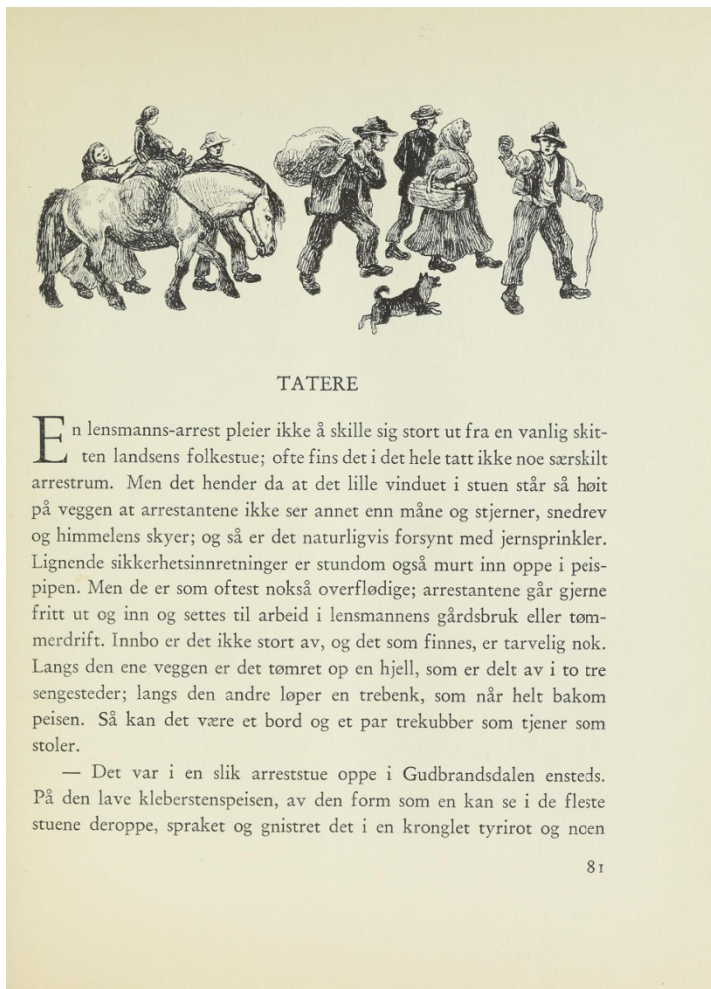 TATERE
En lensmanns-arrest pleier ikke å skille sig stort ut fra en vanlig skit-
ten landsens folkestue; ofte fins det i det hele tatt ikke noe særskilt
arrestrum. Men det hender da at det lille vinduet i stuen står så høit
på veggen at arrestantene ikke ser annet enn måne og stjerner, snedrev
og himmelens skyer; og så er det naturligvis forsynt med jernsprinkler.
Lignende sikkerhetsinnretninger er stundom også murt inn oppe i peis-
pipen. Men de er som oftest nokså overflødige; arrestantene går gjerne
fritt ut og inn og settes til arbeid i lensmannens gårdsbruk eller tøm-
merdrift. Innbo er det ikke stort av, og det som finnes, er tarvelig nok.
Langs den ene veggen er det tømret op en hjell, som er delt av i to tre
sengesteder; langs den andre løper en trebenk, som når helt bakom
peisen. Så kan det være et bord og et par trekubber som tjener som
stoler.
— Det var i en slik arreststue oppe i Gudbrandsdalen ensteds.
På den lave kleberstenspeisen, av den form som en kan se i de fleste
stuene deroppe, spraket og gnistret det i en kronglet tyrirot og noen
81